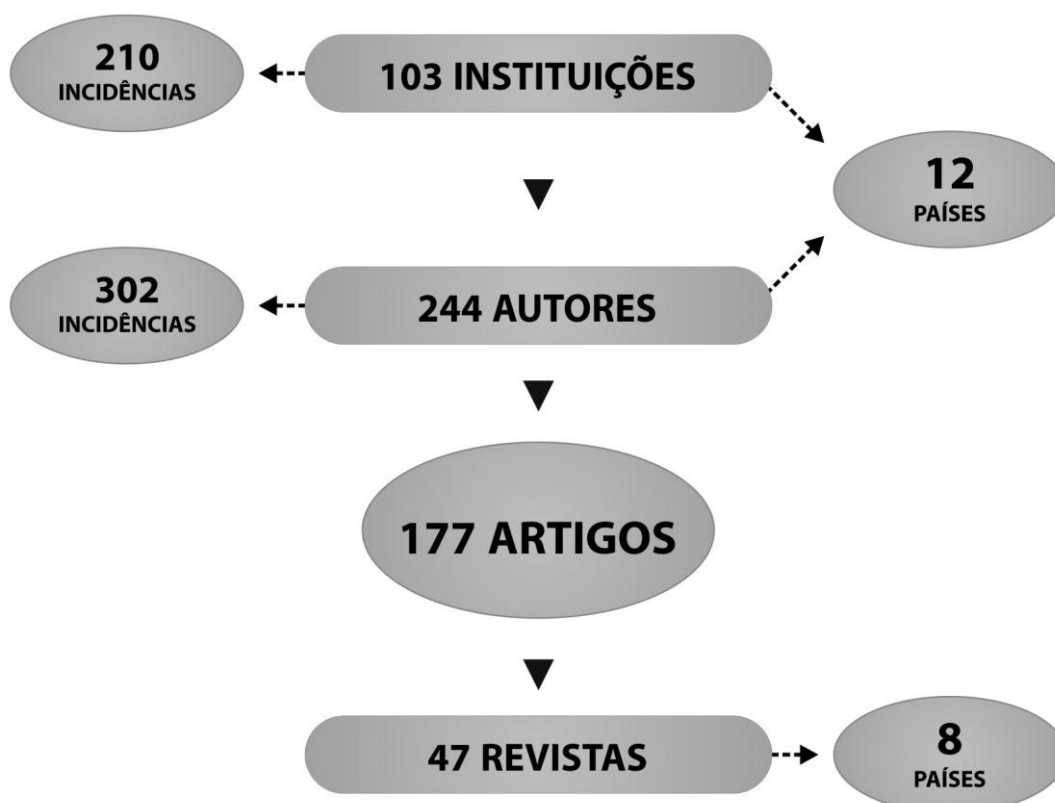 210
INCIDÊNCIAS
103 INSTITUIÇÕES
12
PAÍSES
302
INCIDÊNCIAS
244 AUTORES
177 ARTIGOS
47 REVISTAS
8
PAÍSES